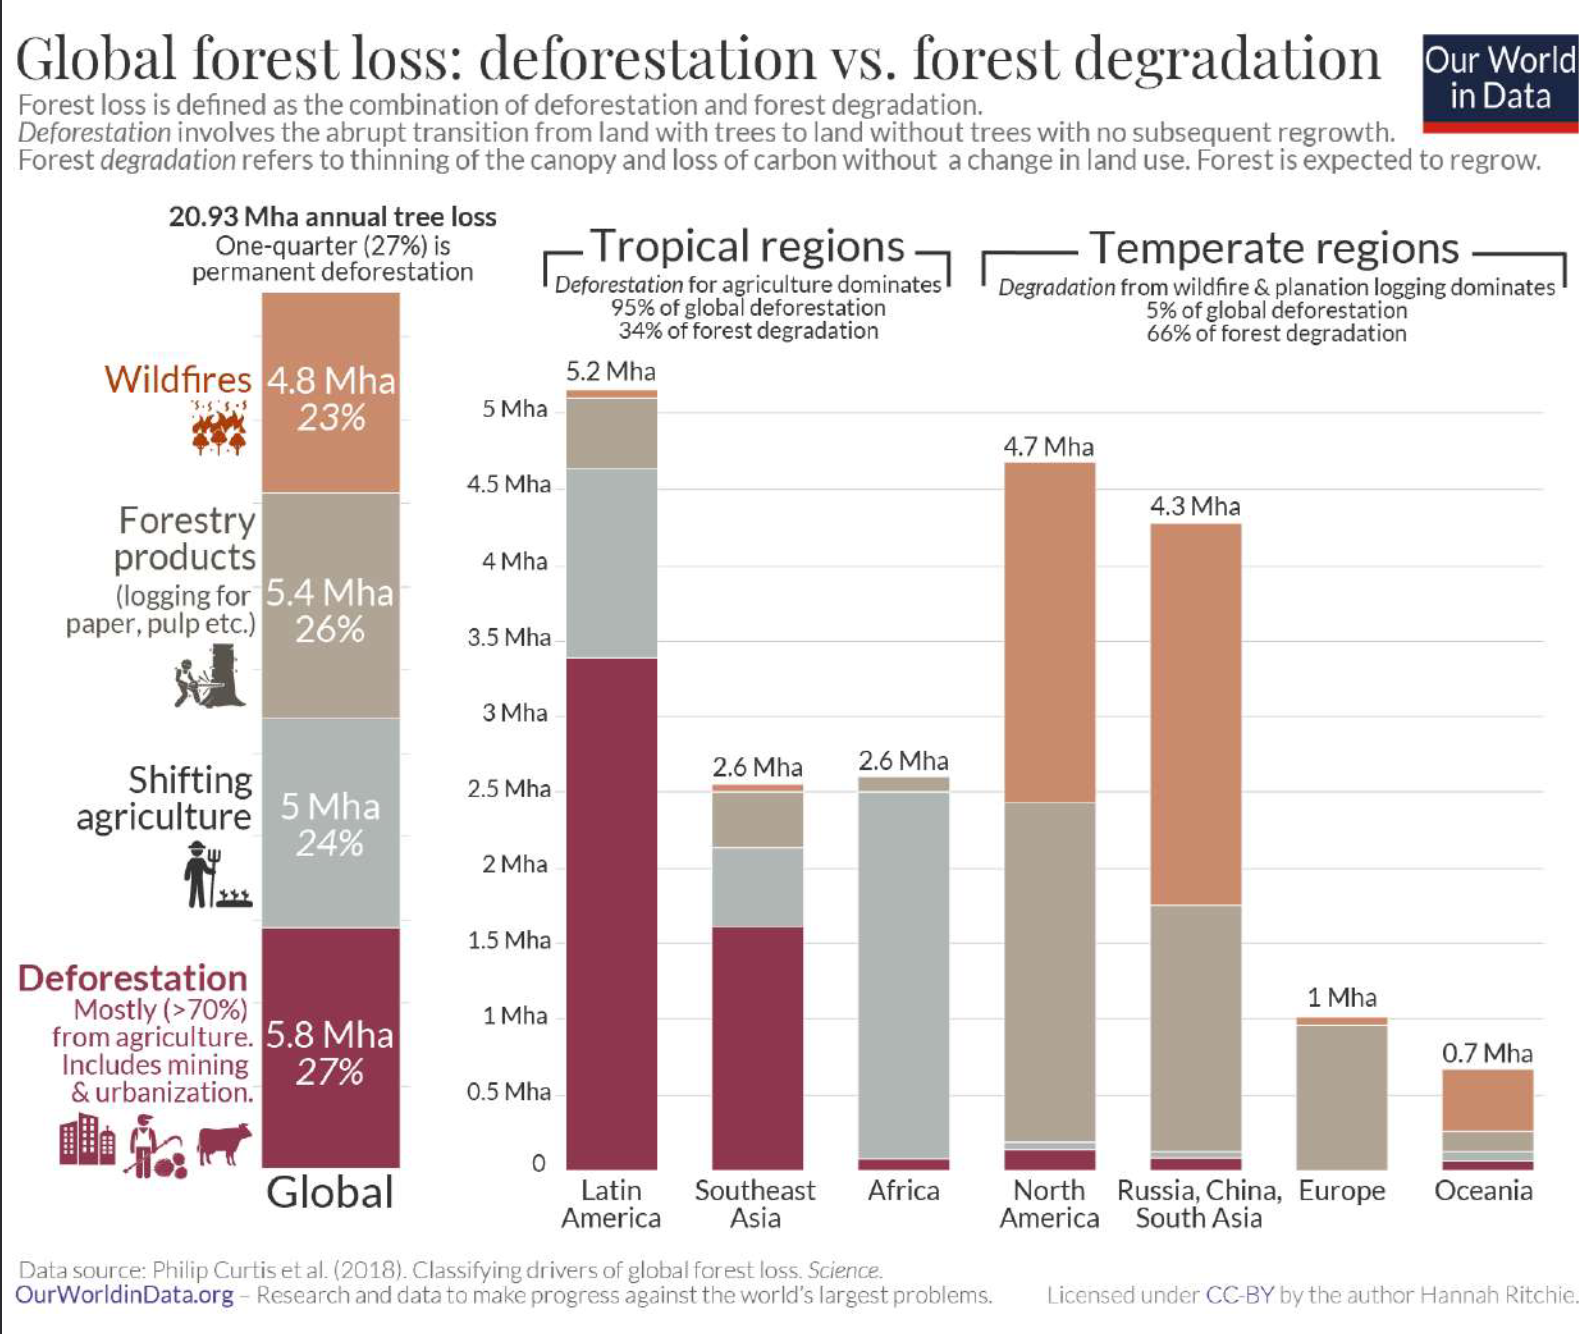 Global forest loss: deforestation vs. forest degradation
Our World
in Data
Forest loss is defined as the combination of deforestation and forest degradation.
Deforestation involves the abrupt transition from land with trees to land without trees with no subsequent regrowth.
Forest degradation refers to thinning of the canopy and loss of carbon without a change in land use. Forest is expected to regrow.
20.93 Mha annual tree loss
One-quarter (27%) is
permanent deforestation
Wildfires
4.8 Mha
23%
Forestry
products
(logging for
paper, pulp etc.)
5.4 Mha
26%
Shifting
agriculture
5 Mha
24%
Deforestation
Mostly (>70%)
from agriculture.
Includes mining
& urbanization.
5.8 Mha
27%
Global
Tropical regions
Deforestation for agriculture dominates
95% of global deforestation
34% of forest degradation
Temperate regions
Degradation from wildfire & planation logging dominates
5% of global deforestation
66% of forest degradation
5 Mha
4.5 Mha
4 Mha
3.5 Mha
3 Mha
2.5 Mha
2 Mha
1.5 Mha
1 Mha
0.5 Mha
0
5.2 Mha
2.6 Mha
2.6 Mha
4.7 Mha
4.3 Mha
1 Mha
0.7 Mha
Latin
America
Southeast
Asia
Africa
North
America
Russia, China,
South Asia
Europe
Oceania
Data source: Philip Curtis et al. (2018). Classifying drivers of global forest loss. Science.
OurWorldinData.org – Research and data to make progress against the world's largest problems.
Licensed under CC-BY by the author Hannah Ritchie.